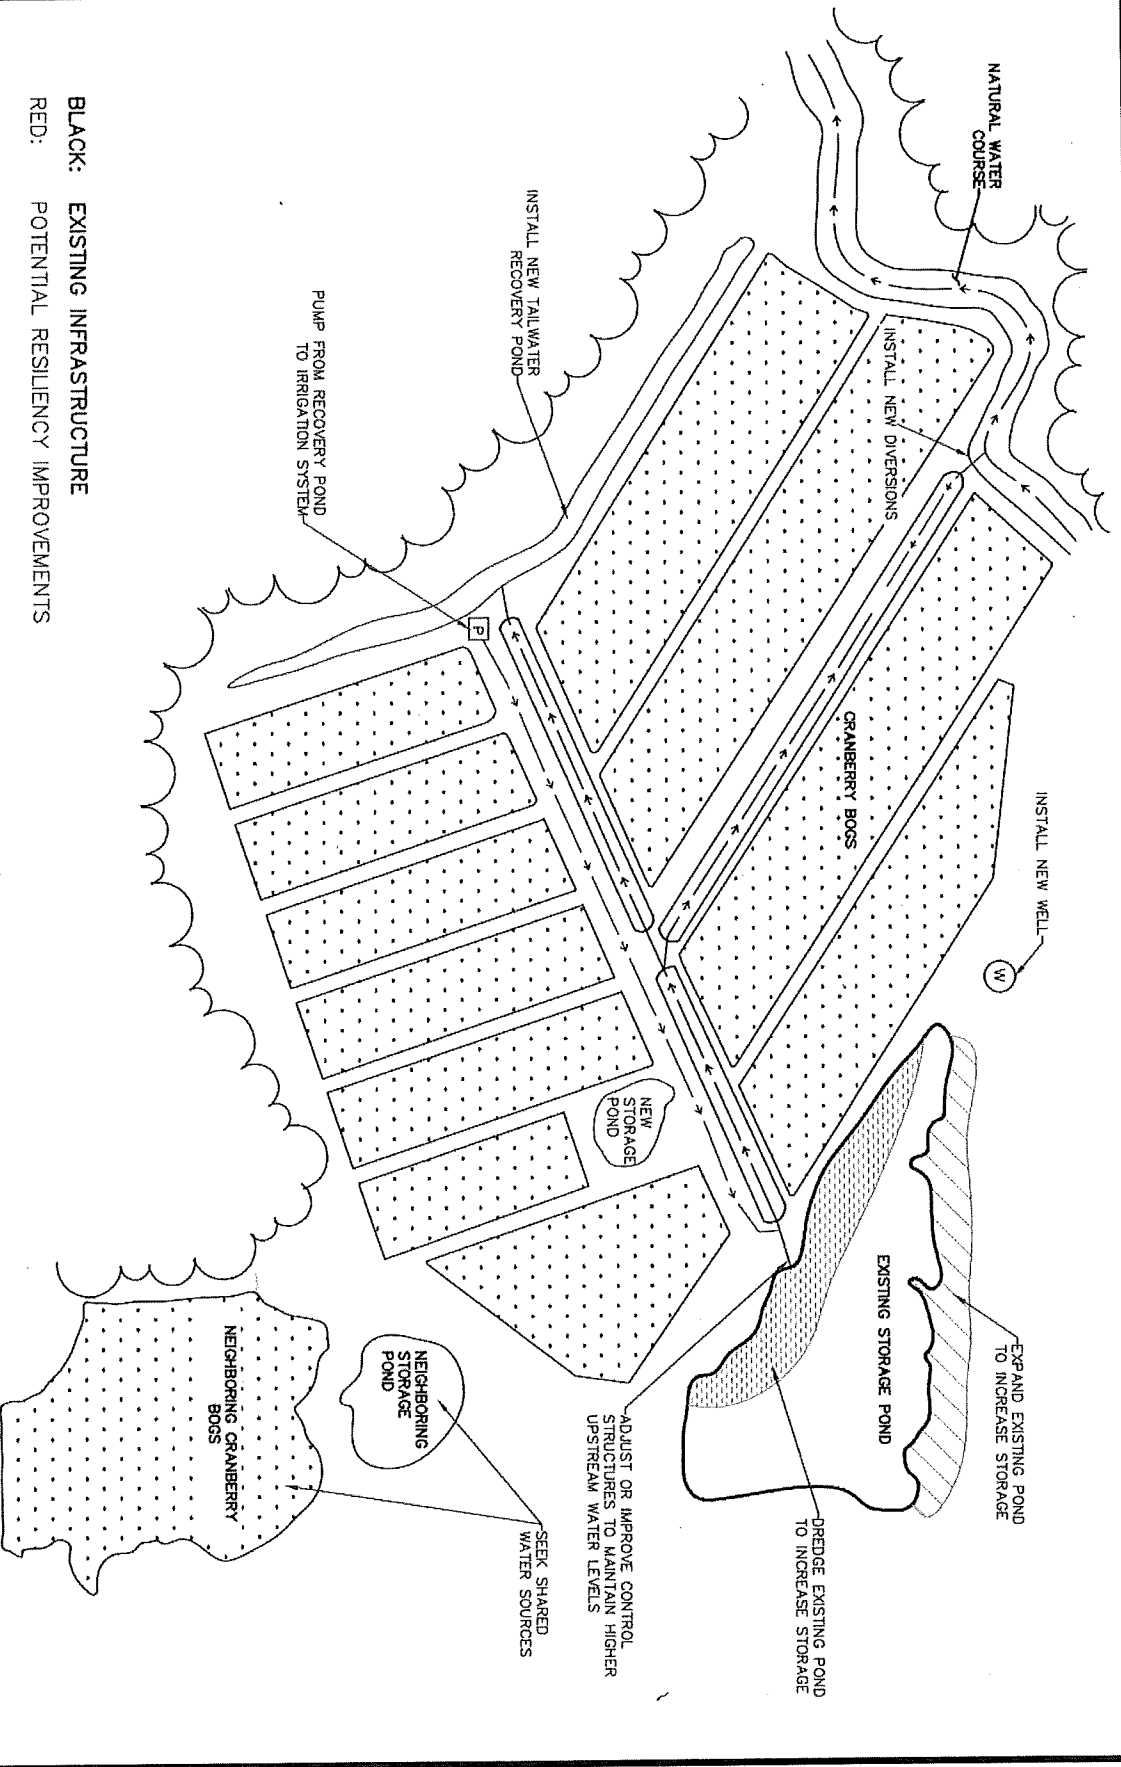 NATURAL WATER
COURSE
INSTALL NEW DIVERSIONS
INSTALL NEW TAILWATER
RECOVERY POND
PUMP FROM RECOVERY POND
TO IRRIGATION SYSTEM
P
CRANBERRY BOGS
INSTALL NEW WELL
W
NEW
STORAGE
POND
EXISTING STORAGE POND
EXPAND EXISTING POND
TO INCREASE STORAGE
DREDGE EXISTING POND
TO INCREASE STORAGE
ADJUST OR IMPROVE CONTROL
STRUCTURES TO MAINTAIN HIGHER
UPSTREAM WATER LEVELS
NEIGHBORING
STORAGE
POND
SEEK SHARED
WATER SOURCES
NEIGHBORING CRANBERRY
BOGS
BLACK: EXISTING INFRASTRUCTURE
RED: POTENTIAL RESILIENCY IMPROVEMENTS